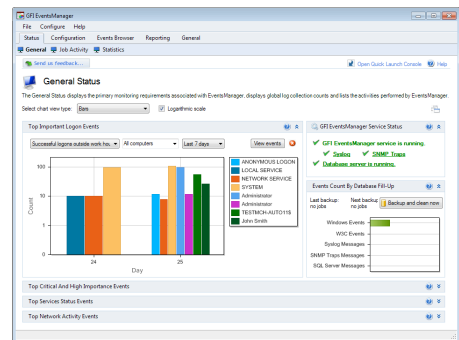 GFI EventsManager
File Configure Help
Status Configuration Events Browser Reporting General
General Job Activity Statistics
Send us feedback... Open Quick Launch Console Help
General Status
The General Status displays the primary monitoring requirements associated with EventsManager, displays global log collection counts and lists the activities performed by EventsManager.
Select chart view type: Bars Logarithmic scale
Top Important Logon Events
Successful logons outside work hou.. All computers Last 7 days View events
100
10
1
0
Count
24 25
Day
ANONYMOUS LOGON
LOCAL SERVICE
NETWORK SERVICE
SYSTEM
Administrator
Administrator
TESTMCH-AUTO11$
John Smith
GFI EventsManager Service Status
GFI EventsManager service is running.
Syslog SNMP Traps
Database server is running.
Events Count By Database Fill-Up
Last backup: Next backup:
no jobs no jobs
Backup and clean now
Windows Events
W3C Events
Syslog Messages
SNMP Traps Messages
SQL Server Messages
Top Critical And High Importance Events
Top Services Status Events
Top Network Activity Events